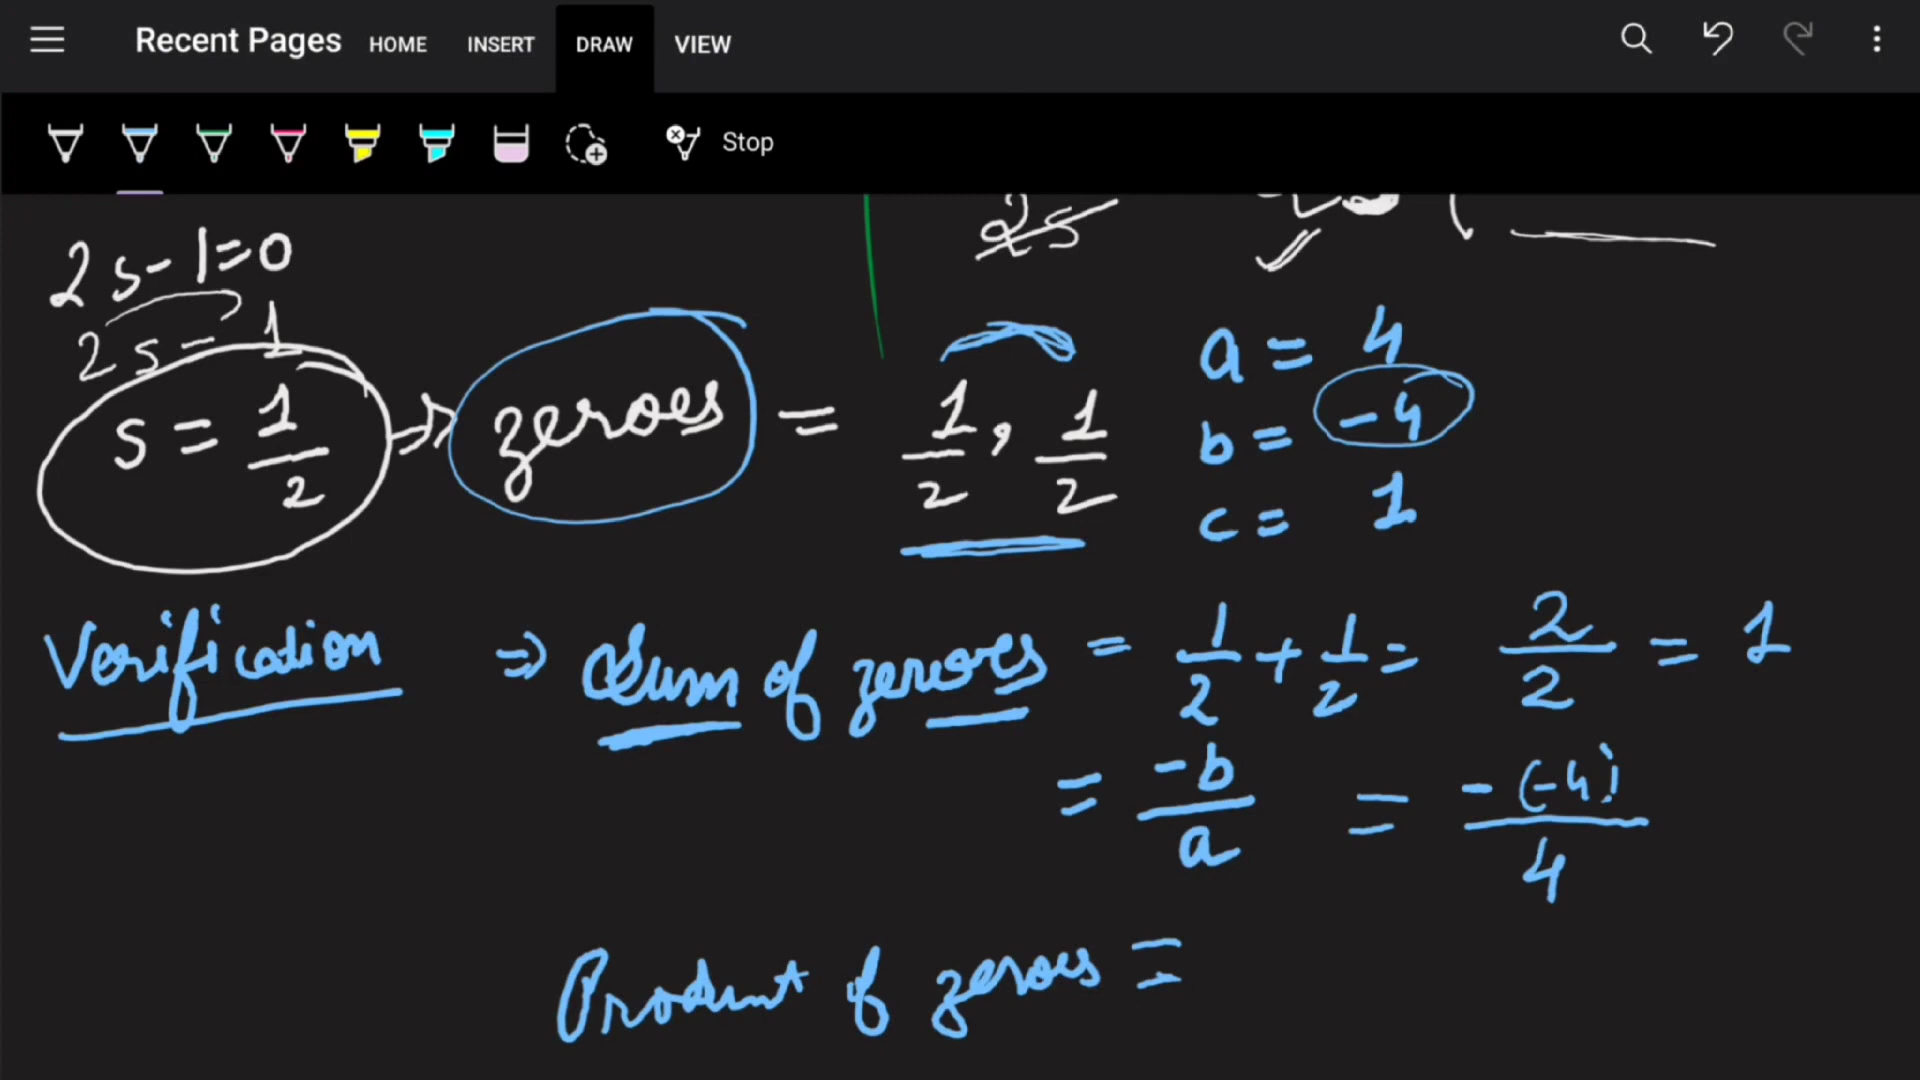 Recent Pages HOME INSERT DRAW VIEW
Stop
2s
2s-1=0
2s= 1
s = 1/2 ⇒ zeroes = 1/2, 1/2
a = 4
b = -4
c = 1
Verification ⇒ Sum of zeroes = 1/2 + 1/2 = 2/2 = 1
= -b/a = -(-4)/4
Product of zeroes =